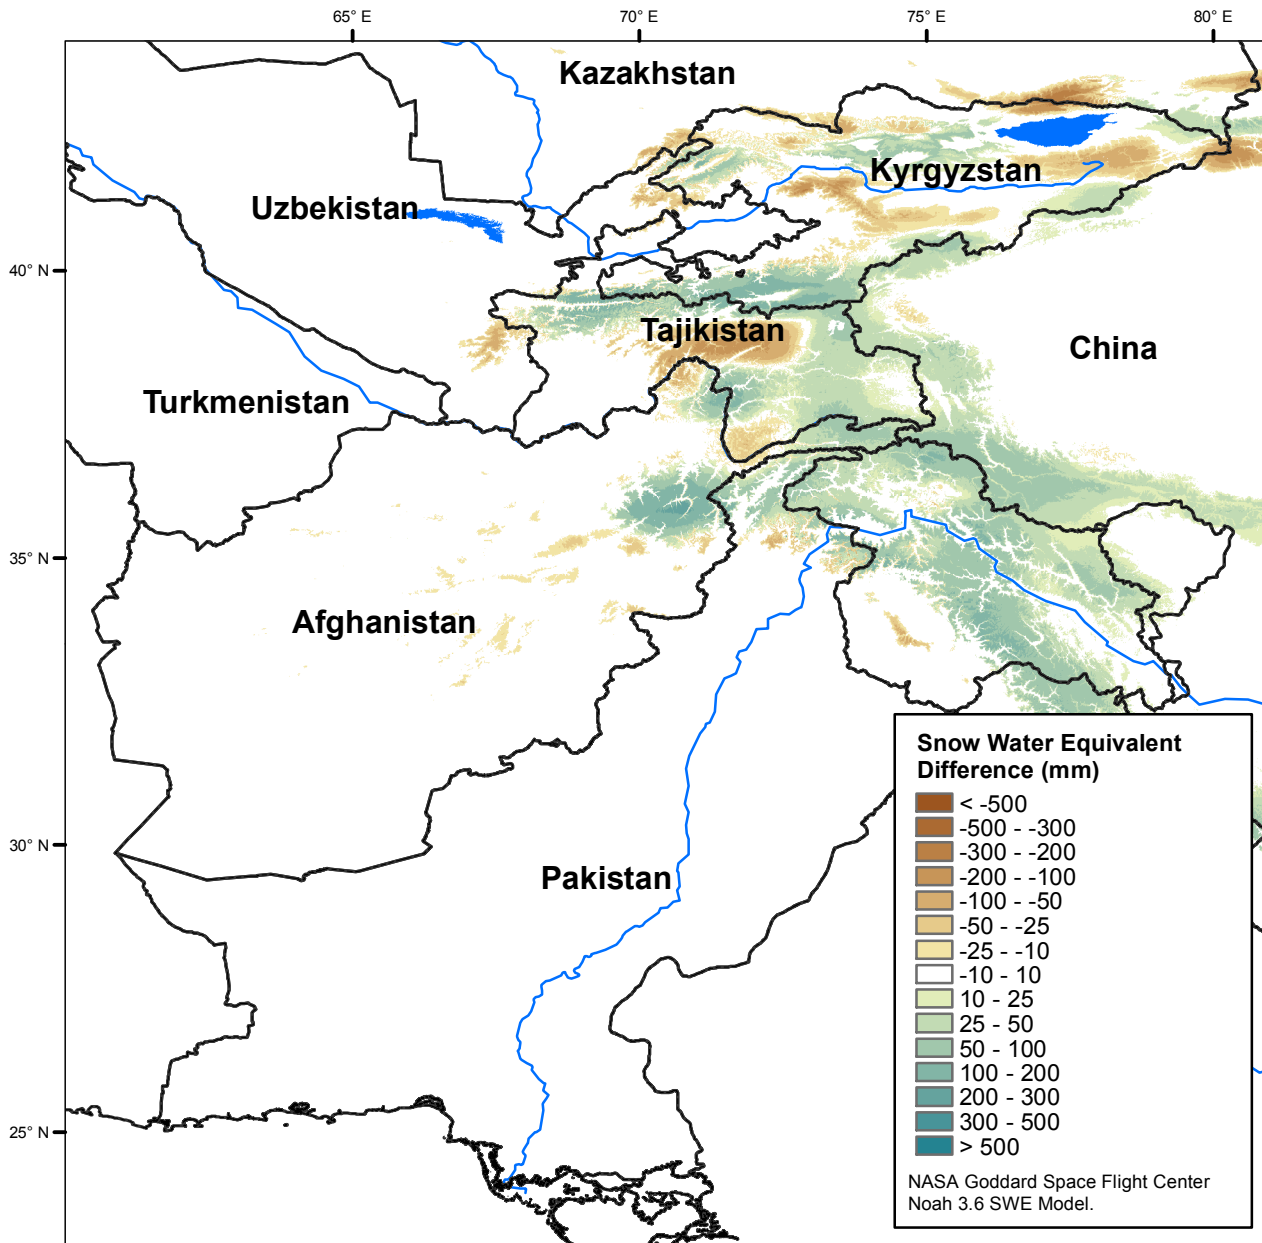 65° E
70° E
75° E
80° E
Kazakhstan
Kyrgyzstan
Uzbekistan
40° N
Tajikistan
China
Turkmenistan
35° N
Afghanistan
30° N
Pakistan
25° N
Snow Water Equivalent
Difference (mm)
< -500
-500 - -300
-300 - -200
-200 - -100
-100 - -50
-50 - -25
-25 - -10
-10 - 10
10 - 25
25 - 50
50 - 100
100 - 200
200 - 300
300 - 500
> 500
NASA Goddard Space Flight Center
Noah 3.6 SWE Model.